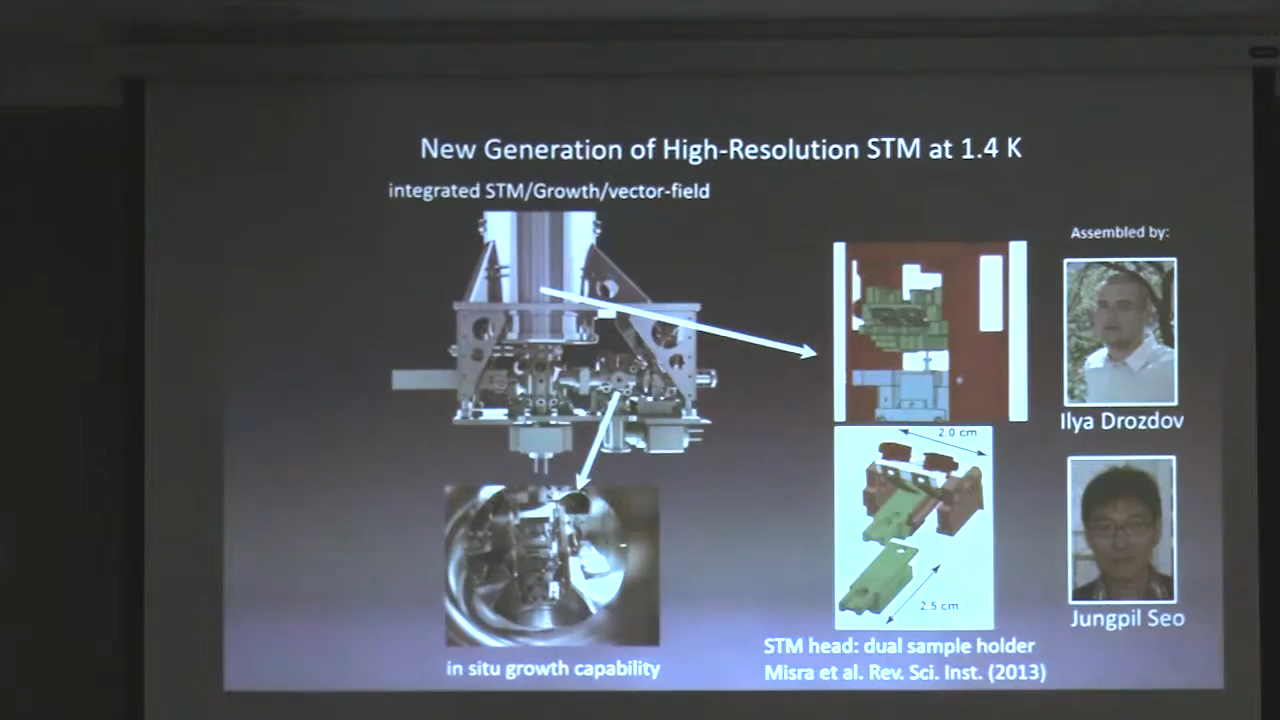 New Generation of High-Resolution STM at 1.4 K
integrated STM/Growth/vector-field
Assembled by:
Ilya Drozdov
2.0 cm
2.5 cm
Jungpil Seo
in situ growth capability
STM head: dual sample holder
Misra et al. Rev. Sci. Inst. (2013)